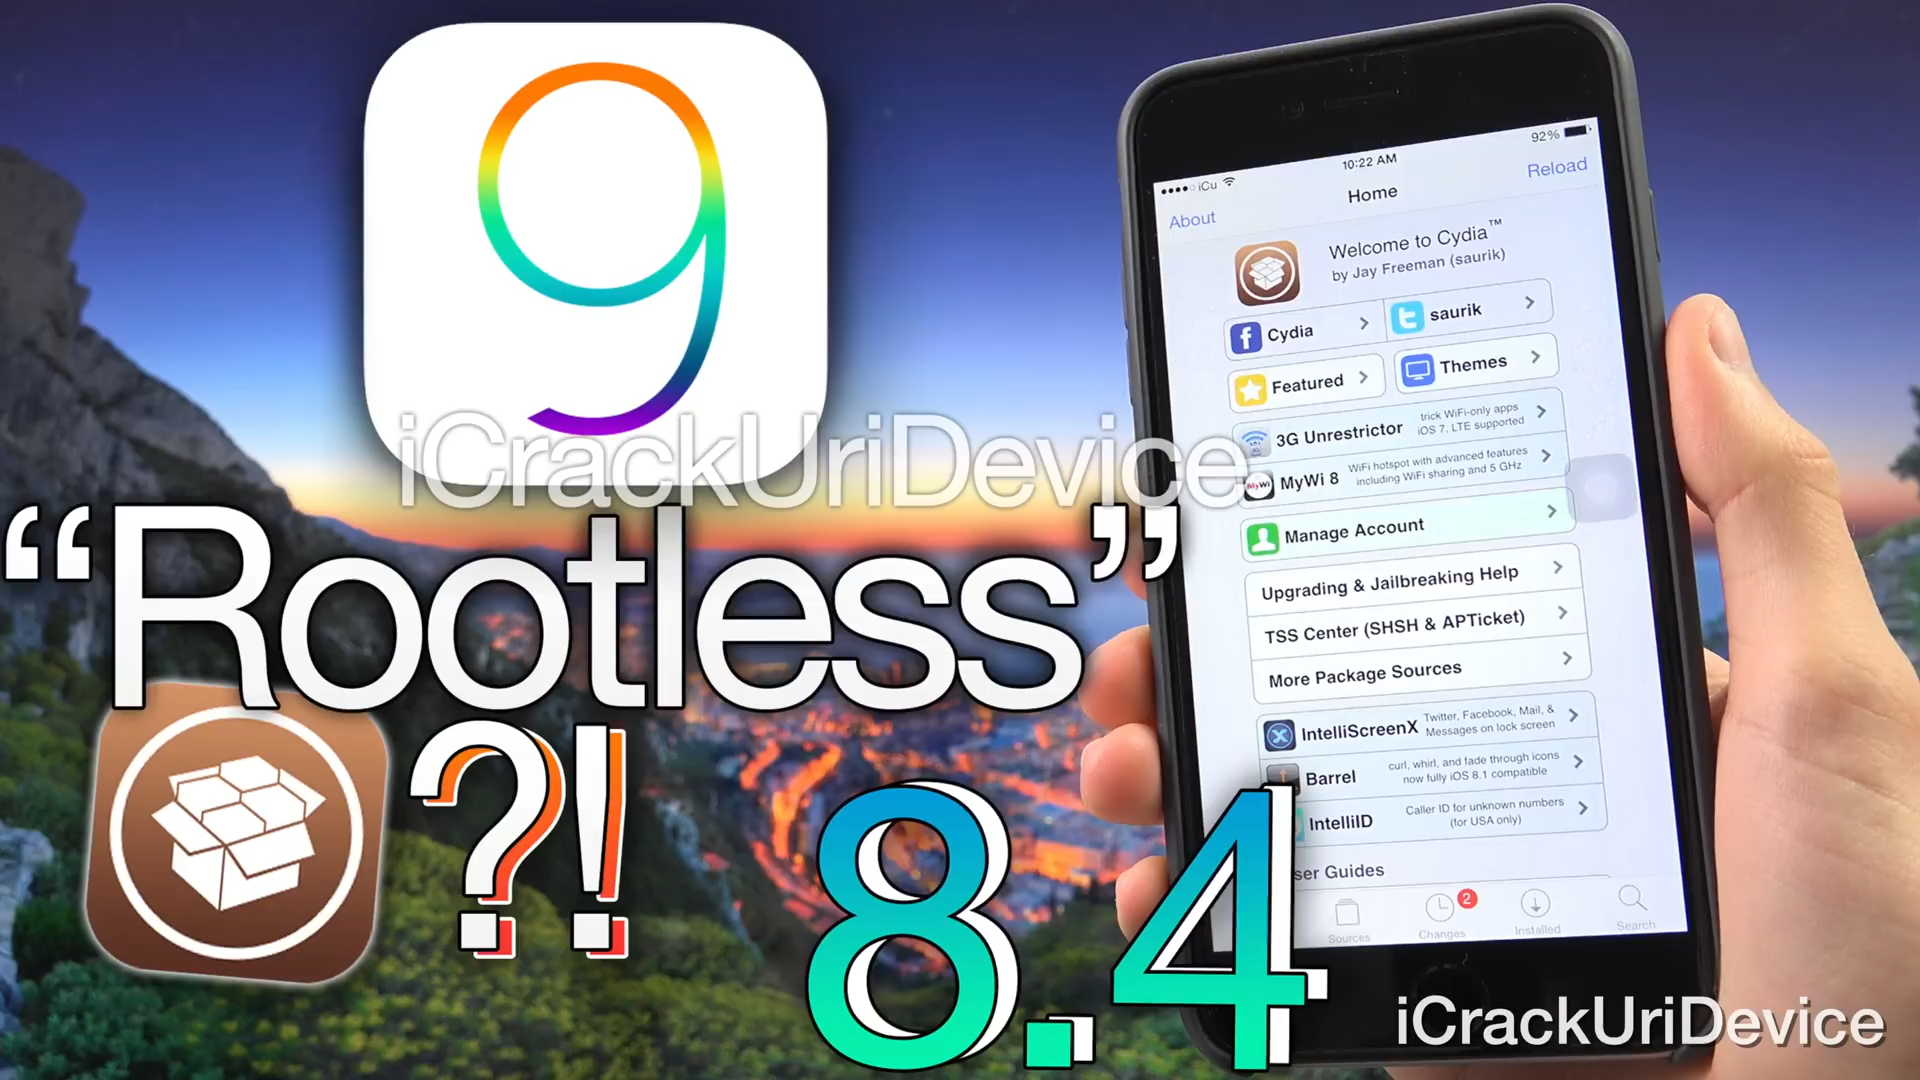 9
iCrackUriDevice
“Rootless”
?!
8.4
iCu
10:22 AM
92%
About
Home
Reload
Welcome to Cydia™
by Jay Freeman (saurik)
Cydia
saurik
Featured
Themes
3G Unrestrictor
trick WiFi-only apps
iOS 7, LTE supported
MyWi
MyWi 8
WiFi hotspot with advanced features
including WiFi sharing and 5 GHz
Manage Account
Upgrading & Jailbreaking Help
TSS Center (SHSH & APTicket)
More Package Sources
IntelliScreenX
Twitter, Facebook, Mail, &
Messages on lock screen
Barrel
curl, whirl, and fade through icons
now fully iOS 8.1 compatible
IntelliID
Caller ID for unknown numbers
(for USA only)
ser Guides
Sources
Changes
2
Installed
Search
iCrackUriDevice